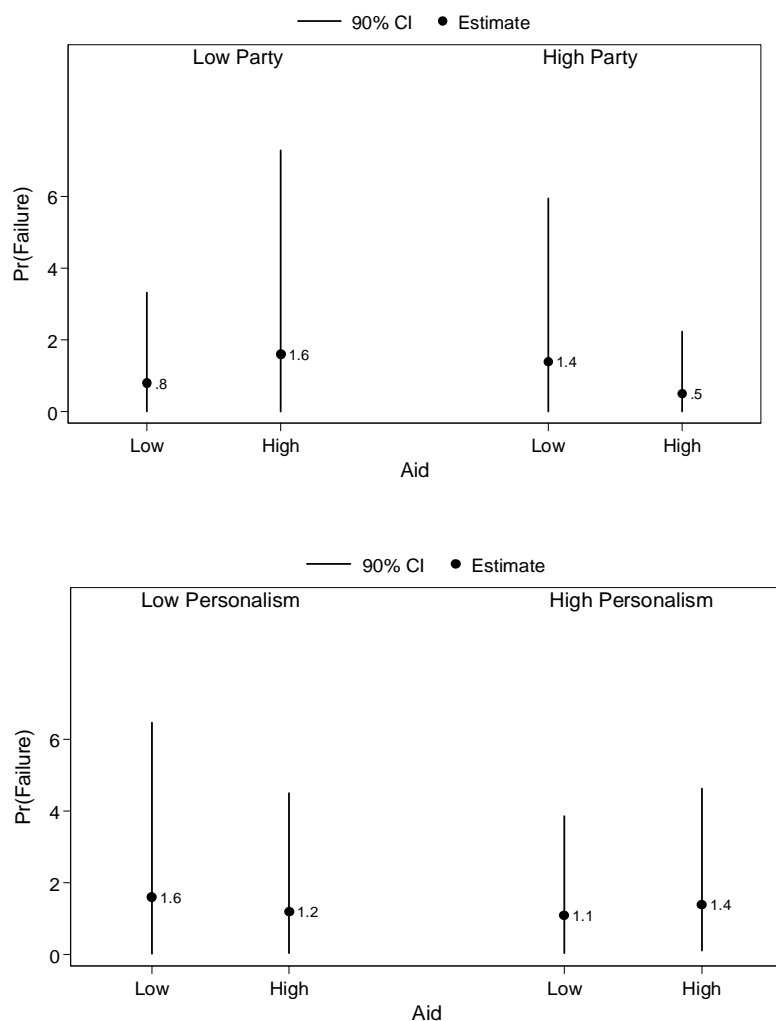 90% CI Estimate
Low Party High Party
6
4
2
0
Pr(Failure)
.8
1.6
1.4
.5
Low High Low High
Aid
90% CI Estimate
Low Personalism High Personalism
6
4
2
0
Pr(Failure)
1.6
1.2
1.1
1.4
Low High Low High
Aid